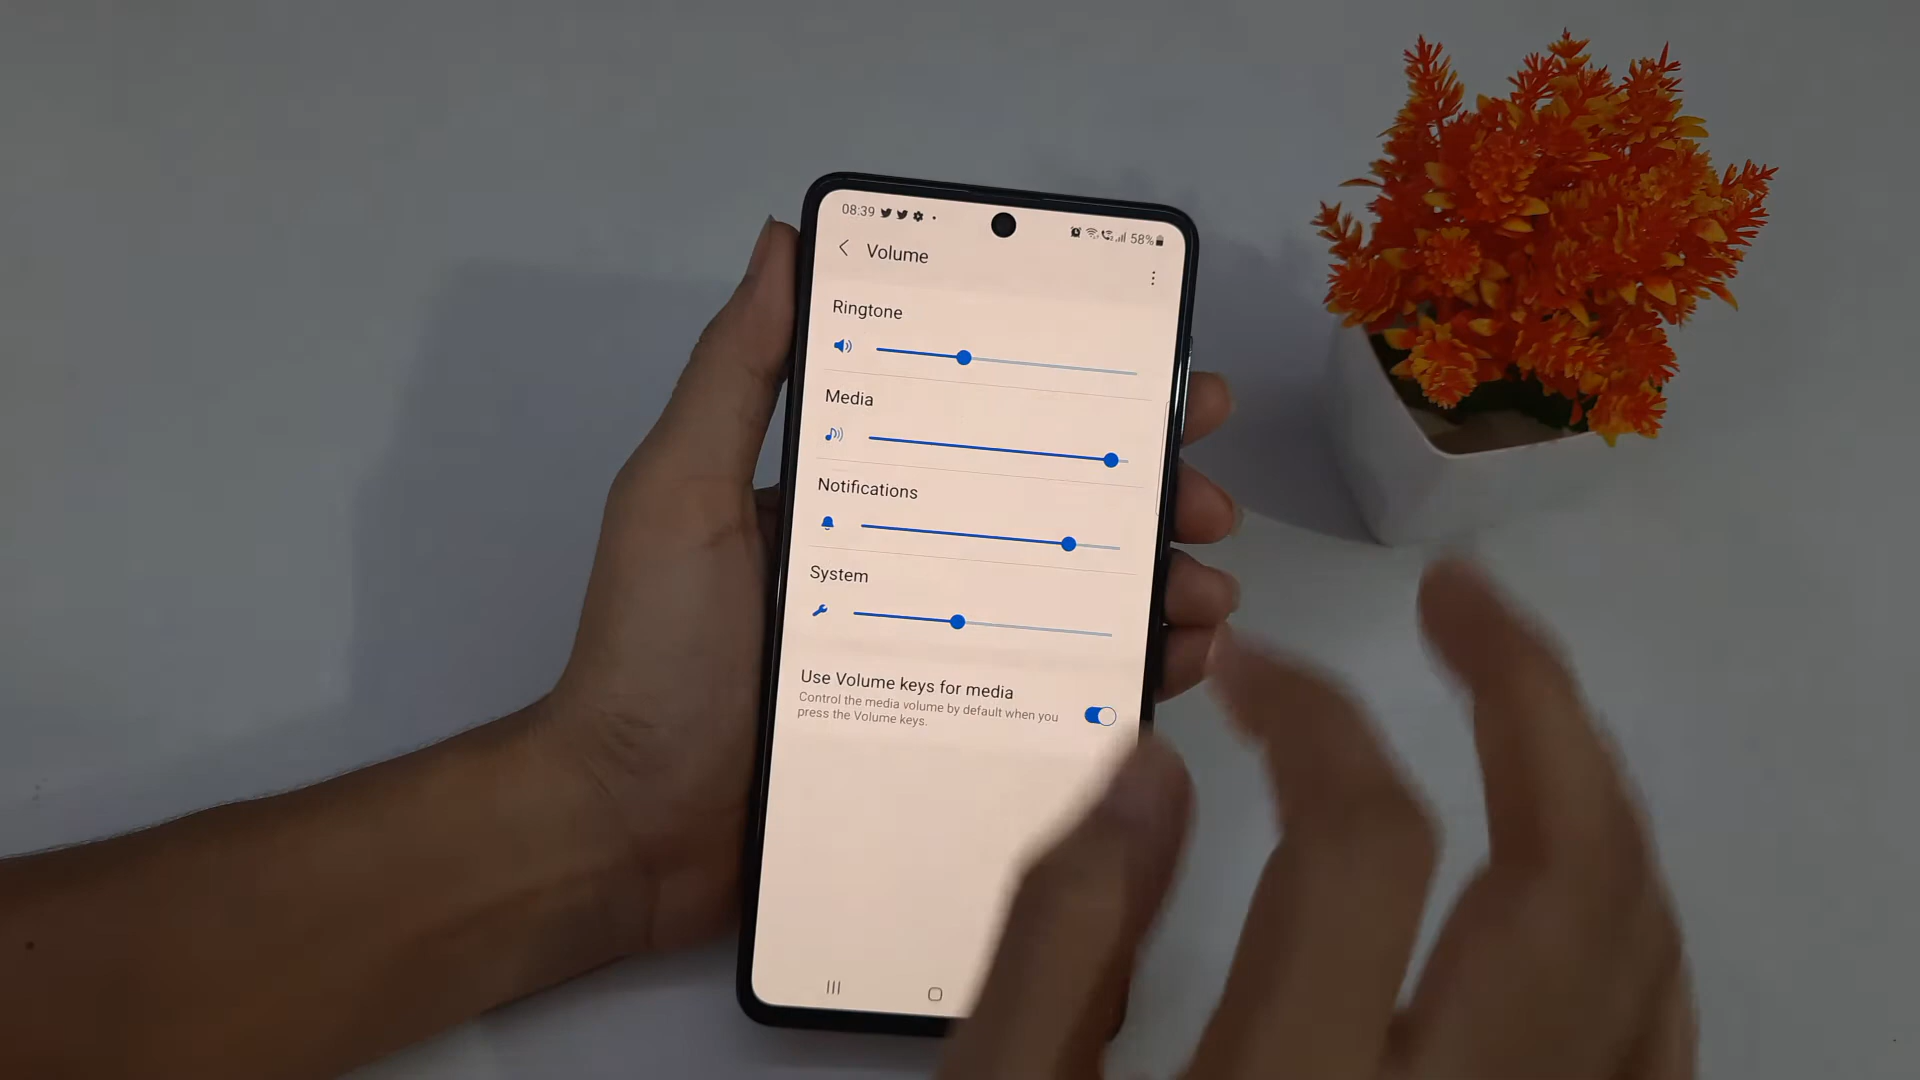 08:39
58%
Volume
Ringtone
Media
Notifications
System
Use Volume keys for media
Control the media volume by default when you
press the Volume keys.